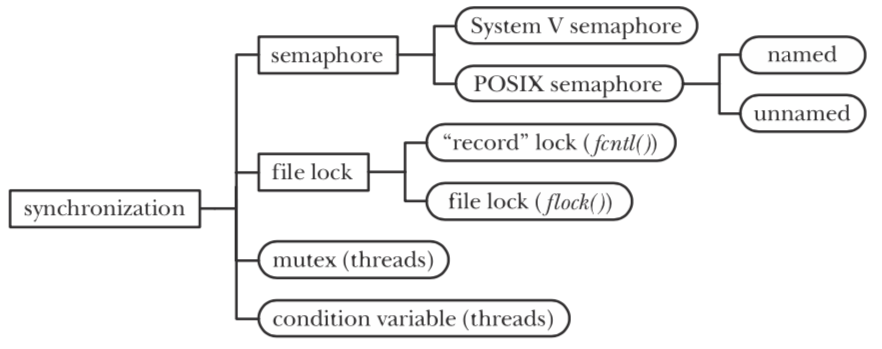 System V semaphore
semaphore
named
POSIX semaphore
unnamed
“record” lock (fcntl())
file lock
file lock (flock())
synchronization
mutex (threads)
condition variable (threads)